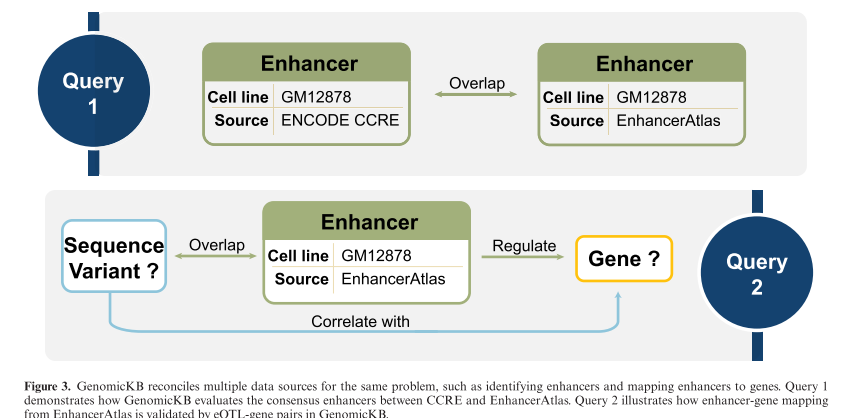 Query
1
Enhancer
Cell line GM12878
Source ENCODE CCRE
Overlap
Enhancer
Cell line GM12878
Source EnhancerAtlas
Sequence
Variant ?
Overlap
Enhancer
Cell line GM12878
Source EnhancerAtlas
Regulate
Gene ?
Correlate with
Query
2
Figure 3. GenomicKB reconciles multiple data sources for the same problem, such as identifying enhancers and mapping enhancers to genes. Query 1
demonstrates how GenomicKB evaluates the consensus enhancers between CCRE and EnhancerAtlas. Query 2 illustrates how enhancer-gene mapping
from EnhancerAtlas is validated by eQTL-gene pairs in GenomicKB.